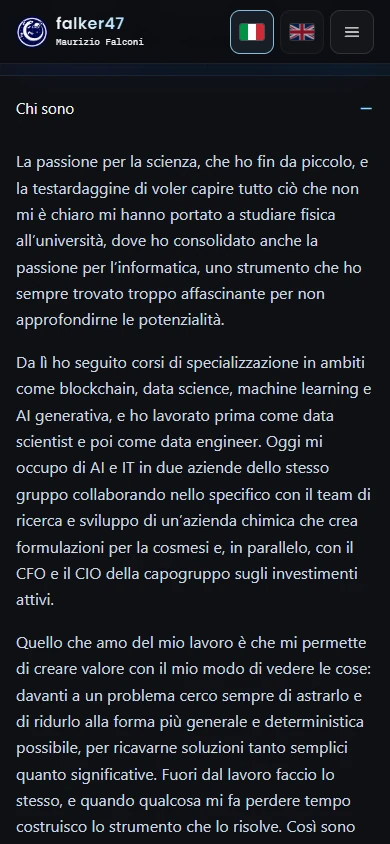 falker47
Maurizio Falconi
Chi sono
La passione per la scienza, che ho fin da piccolo, e
la testardaggine di voler capire tutto ciò che non
mi è chiaro mi hanno portato a studiare fisica
all'università, dove ho consolidato anche la
passione per l'informatica, uno strumento che ho
sempre trovato troppo affascinante per non
approfondirne le potenzialità.
Da lì ho seguito corsi di specializzazione in ambiti
come blockchain, data science, machine learning e
AI generativa, e ho lavorato prima come data
scientist e poi come data engineer. Oggi mi
occupo di AI e IT in due aziende dello stesso
gruppo collaborando nello specifico con il team di
ricerca e sviluppo di un'azienda chimica che crea
formulazioni per la cosmesi e, in parallelo, con il
CFO e il CIO della capogruppo sugli investimenti
attivi.
Quello che amo del mio lavoro è che mi permette
di creare valore con il mio modo di vedere le cose:
davanti a un problema cerco sempre di astrarlo e
di ridurlo alla forma più generale e deterministica
possibile, per ricavarne soluzioni tanto semplici
quanto significative. Fuori dal lavoro faccio lo
stesso, e quando qualcosa mi fa perdere tempo
costruisco lo strumento che lo risolve. Così sono